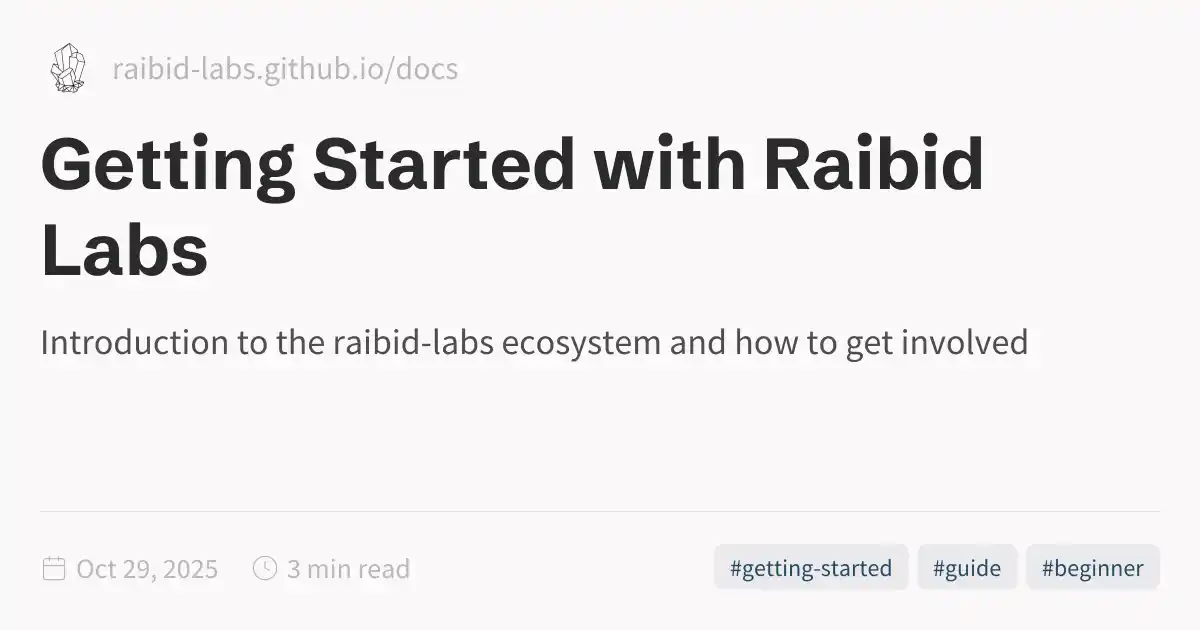 raibid-labs.github.io/docs
Getting Started with Raibid
Labs
Introduction to the raibid-labs ecosystem and how to get involved
Oct 29, 2025 3 min read #getting-started #guide #beginner